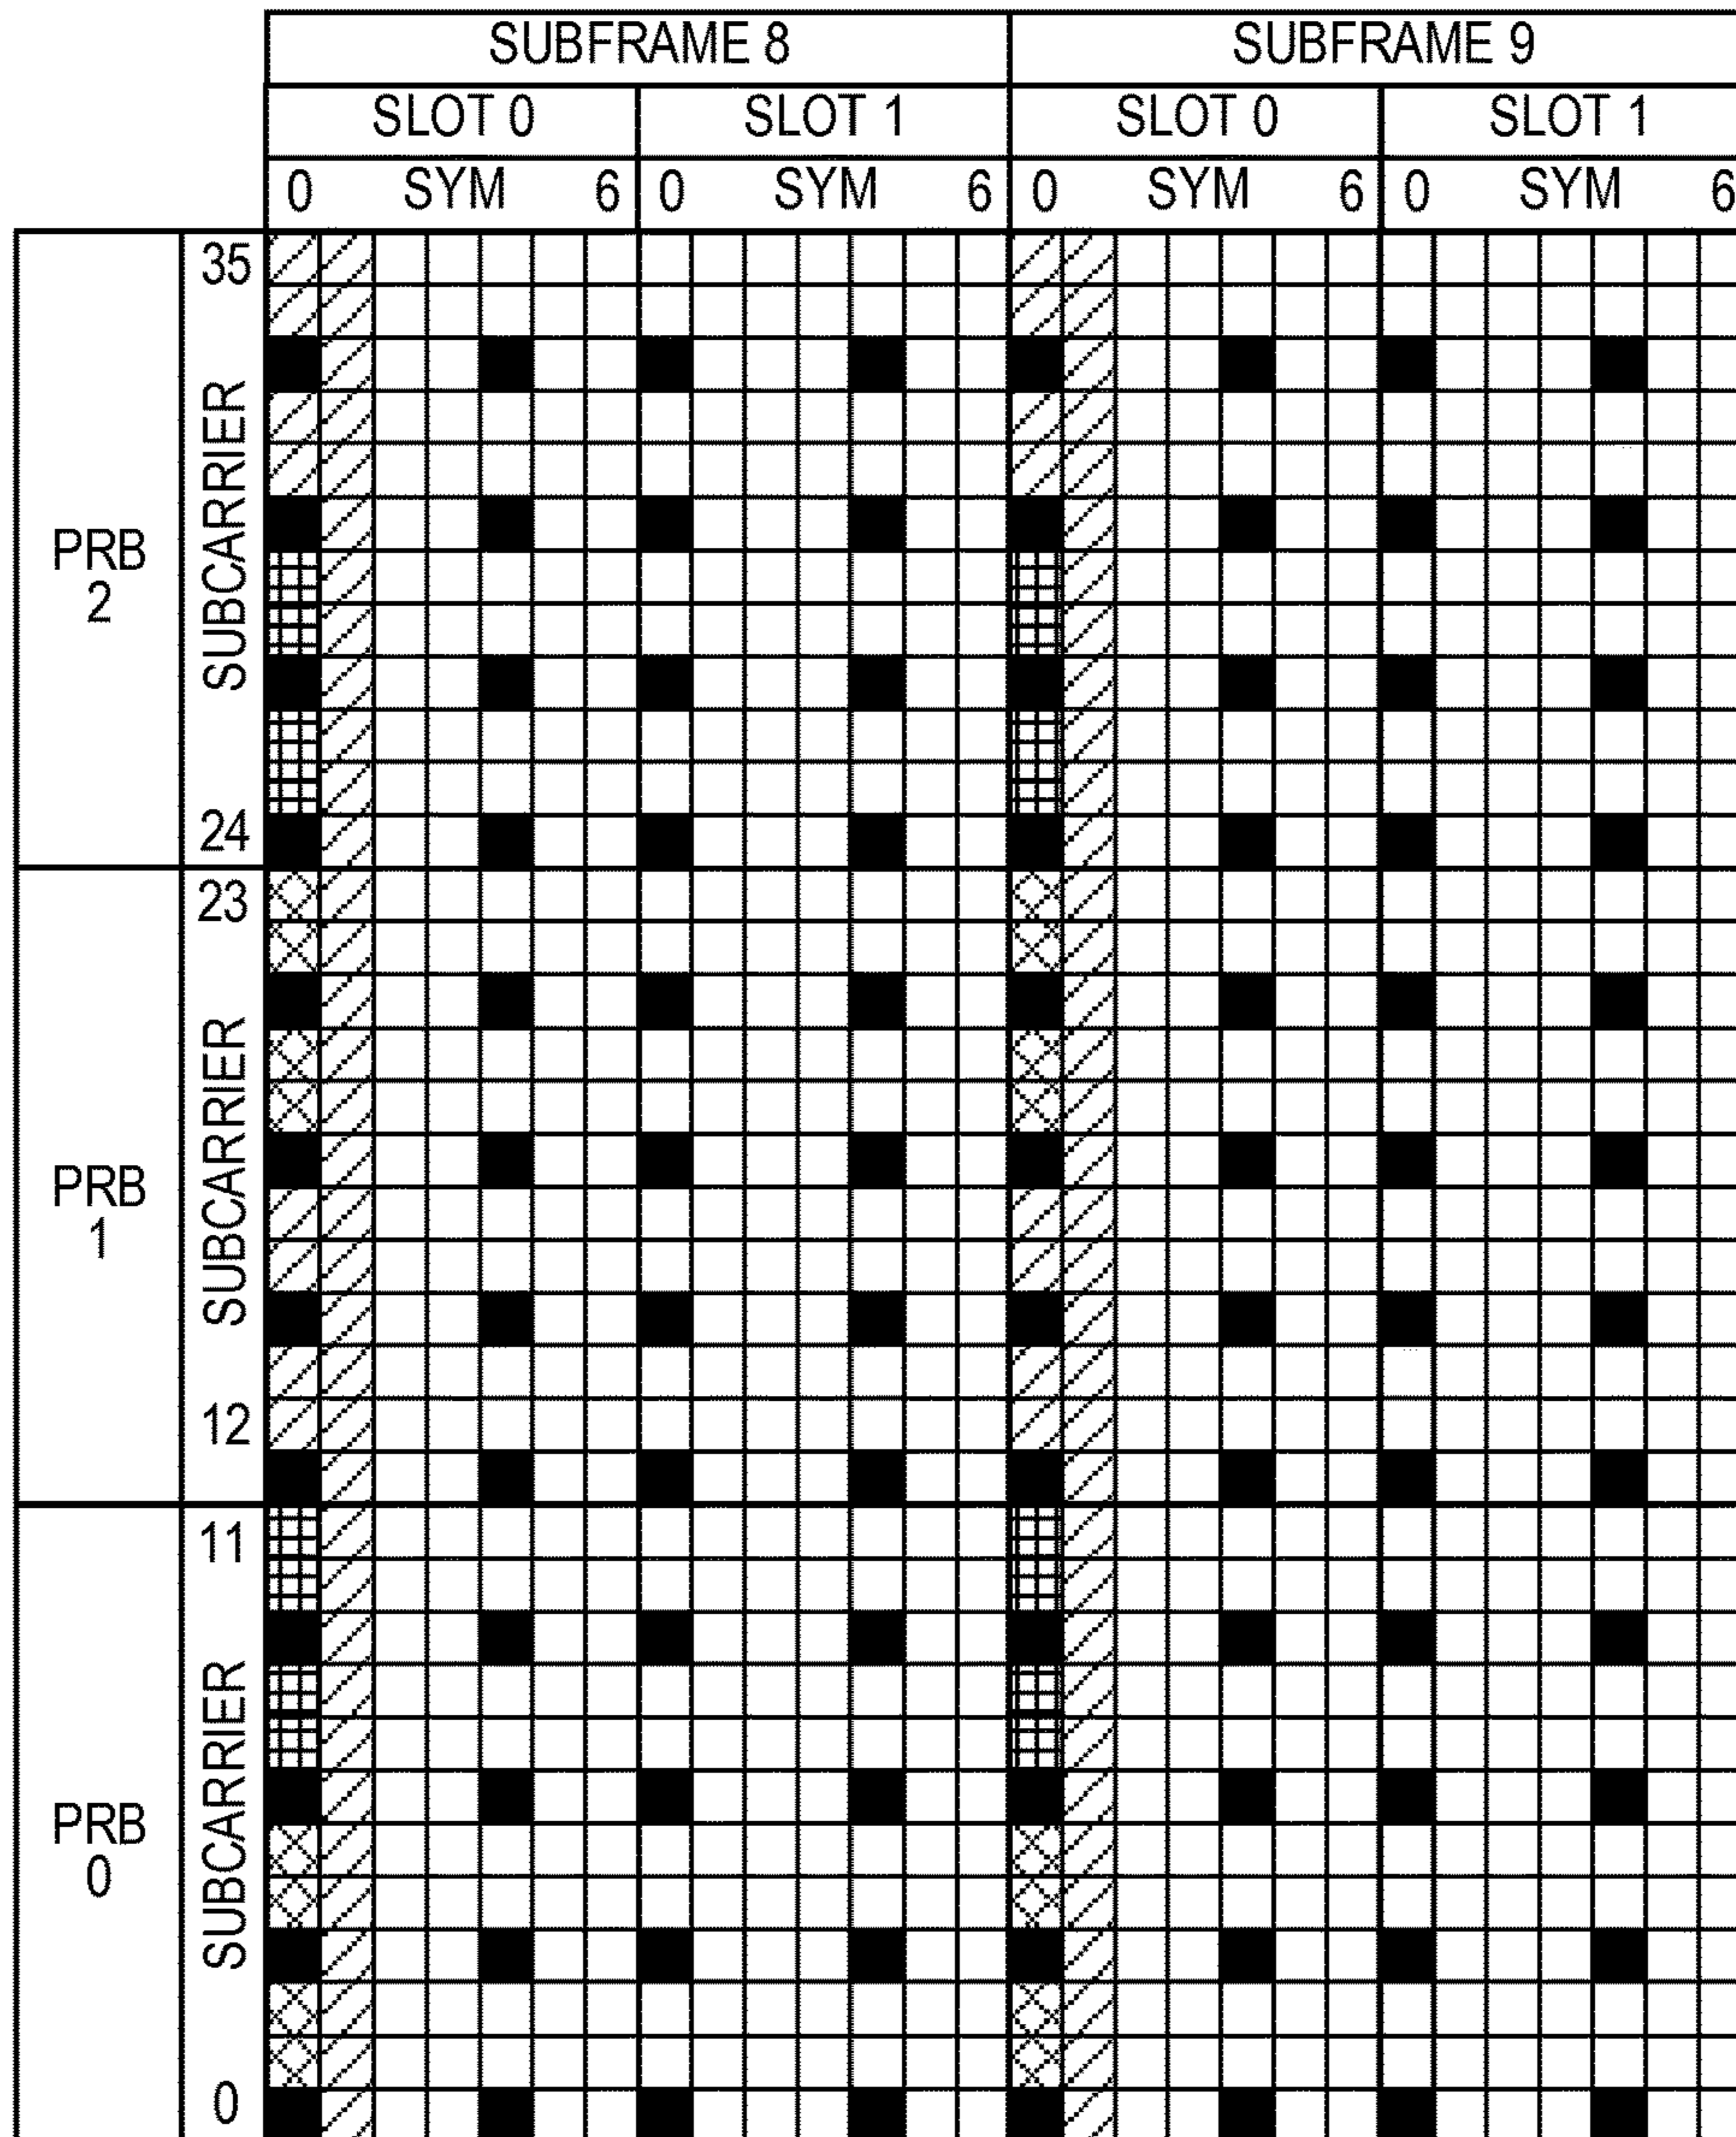 SUBFRAME 8 SUBFRAME 9
SLOT 0 SLOT 1 SLOT 0 SLOT 1
0 SYM 6 0 SYM 6 0 SYM 6 0 SYM 6
PRB
2
35
SUBCARRIER
24
PRB
1
23
SUBCARRIER
12
PRB
0
11
SUBCARRIER
0